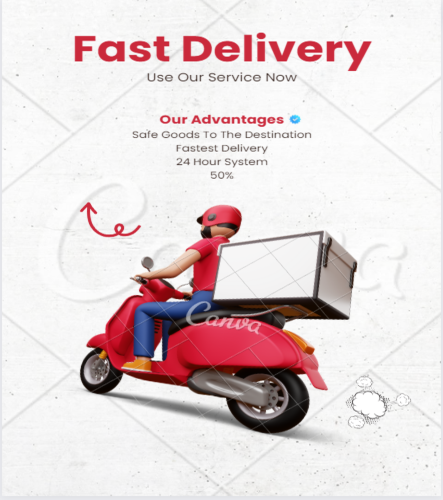 Fast Delivery
Use Our Service Now
Our Advantages
Safe Goods To The Destination
Fastest Delivery
24 Hour System
50%
Canva
Canva